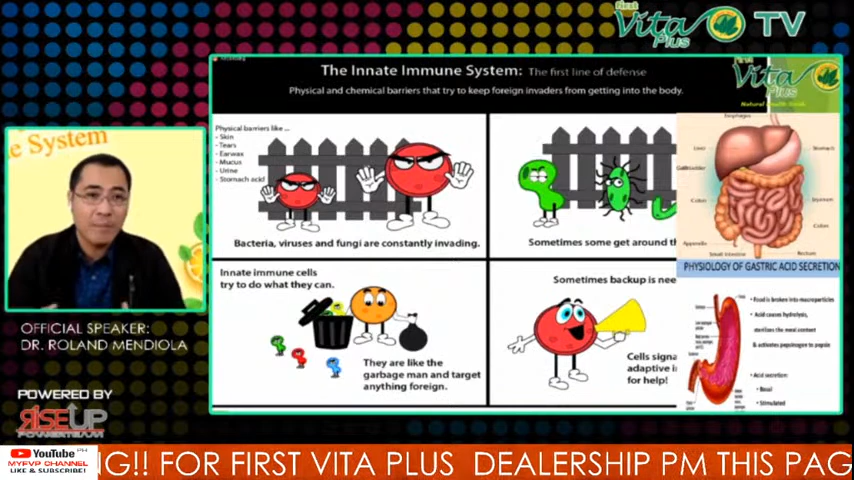 First
Vita
Plus
TV
The Innate Immune System: The first line of defense
Physical and chemical barriers that try to keep foreign invaders from getting into the body.
First
Vita
Plus
Natural Health Drink
e System
Physical barriers like ...
- Skin
- Tears
- Earwax
- Mucus
- Urine
- Stomach acid
Bacteria, viruses and fungi are constantly invading.
Sometimes some get around th
Esophagus
Liver
Stomach
Gallbladder
Colon
Colon
Appendix
Small Intestine
Rectum
PHYSIOLOGY OF GASTRIC ACID SECRETION
Innate immune cells
try to do what they can.
They are like the
garbage man and target
anything foreign.
Sometimes backup is nee
Cells signa
adaptive i
for help!
• Food is broken into macroparticles
• Acid causes hydrolysis,
sterilizes the meal content
& activates pepsinogen to pepsin
• Acid secretion:
• Basal
• Stimulated
OFFICIAL SPEAKER:
DR. ROLAND MENDIOLA
POWERED BY
RISEUP
POWERTEAM
YouTube PH
MYFVP CHANNEL
LIKE & SUBSCRIBE!
NG!! FOR FIRST VITA PLUS DEALERSHIP PM THIS PAG